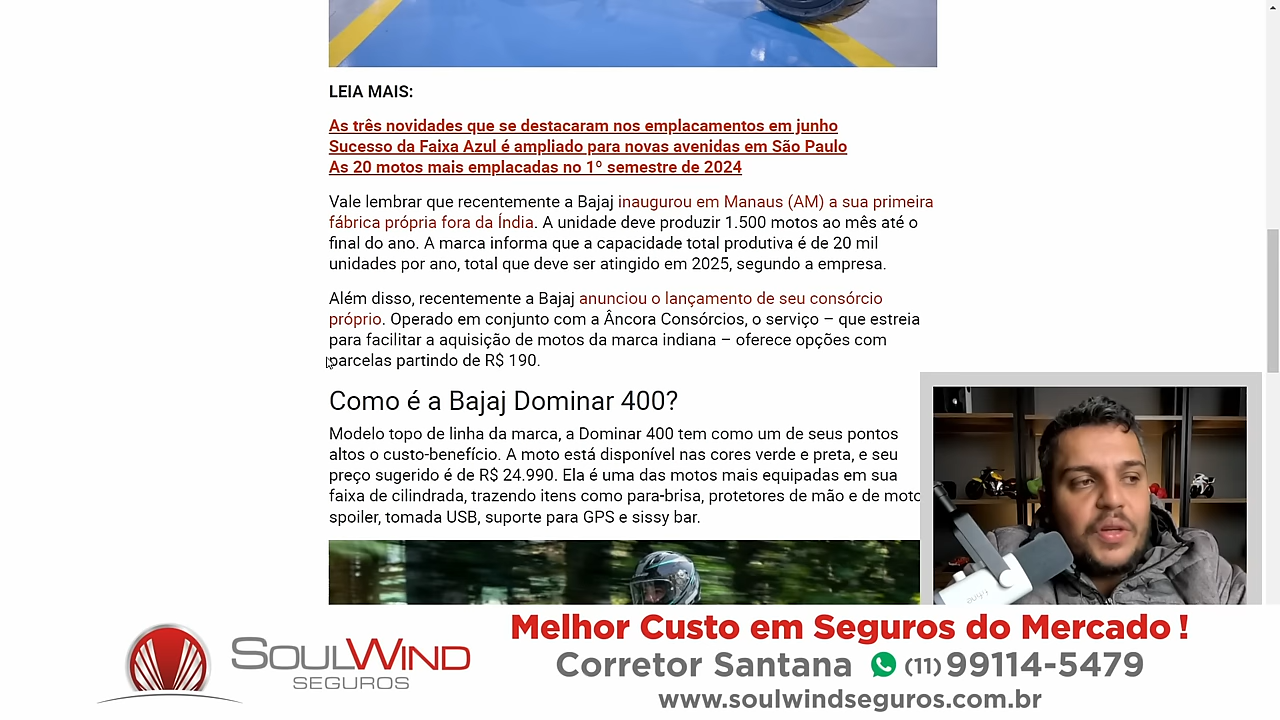 LEIA MAIS:
As três novidades que se destacaram nos emplacamentos em junho
Sucesso da Faixa Azul é ampliado para novas avenidas em São Paulo
As 20 motos mais emplacadas no 1º semestre de 2024
Vale lembrar que recentemente a Bajaj inaugurou em Manaus (AM) a sua primeira
fábrica própria fora da Índia. A unidade deve produzir 1.500 motos ao mês até o
final do ano. A marca informa que a capacidade total produtiva é de 20 mil
unidades por ano, total que deve ser atingido em 2025, segundo a empresa.
Além disso, recentemente a Bajaj anunciou o lançamento de seu consórcio
próprio. Operado em conjunto com a Âncora Consórcios, o serviço – que estreia
para facilitar a aquisição de motos da marca indiana – oferece opções com
parcelas partindo de R$ 190.
Como é a Bajaj Dominar 400?
Modelo topo de linha da marca, a Dominar 400 tem como um de seus pontos
altos o custo-benefício. A moto está disponível nas cores verde e preta, e seu
preço sugerido é de R$ 24.990. Ela é uma das motos mais equipadas em sua
faixa de cilindrada, trazendo itens como para-brisa, protetores de mão e de moto
spoiler, tomada USB, suporte para GPS e sissy bar.
fifine
SOULWIND
SEGUROS
Melhor Custo em Seguros do Mercado !
Corretor Santana (11) 99114-5479
www.soulwindseguros.com.br